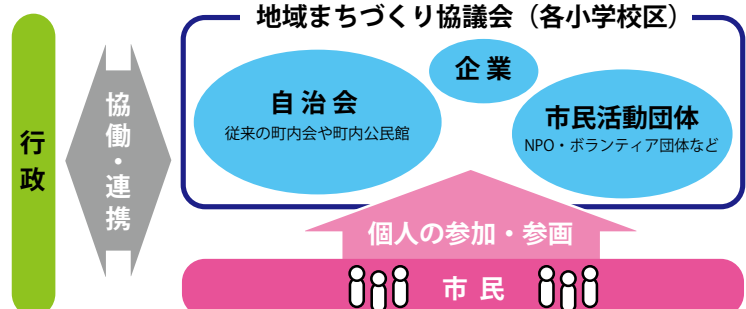 地域まちづくり協議会（各小学校区）
行政
協働・連携
自治会
従来の町内会や町内公民館
企業
市民活動団体
NPO・ボランティア団体など
個人の参加・参画
市民